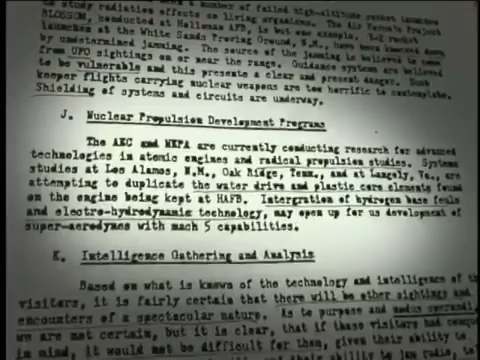 to study radiation effects on living organisms. The Air Force's Project
BLOSSOM, conducted at Holloman AFB, is but one example.
launches at the White Sands Proving Ground, N.M., have been knocked down
by undetermined jamming. The source of the jamming is believed to come
from UFO sightings on or near the range. Guidance systems are believed
to be vulnerable and this presents a clear and present danger. Such
keeper flights carrying nuclear weapons are too horrific to contemplate.
Shielding of systems and circuits are underway.
J. Nuclear Propulsion Development Programs
The AEC and NEPA are currently conducting research for advanced
technologies in atomic engines and radical propulsion studies. Systems
studies at Los Alamos, N.M., Oak Ridge, Tenn., and at Langely, Va., are
attempting to duplicate the water drive and plastic core elements found
on the engine being kept at HAFB. Intergration of hydrogen base fuels
and electro-hydrodynamic technology, may open up for us development of
super-aerodynes with mach 5 capabilities.
K. Intelligence Gathering and Analysis
Based on what is known of the technology and intelligence of the
visitors, it is fairly certain that there will be other sightings and
encounters of a spectacular nature. As to purpose and modus operandi,
we are not certain, but it is clear, that if these visitors had conquest
in mind, it would not be difficult for them, given their ability to